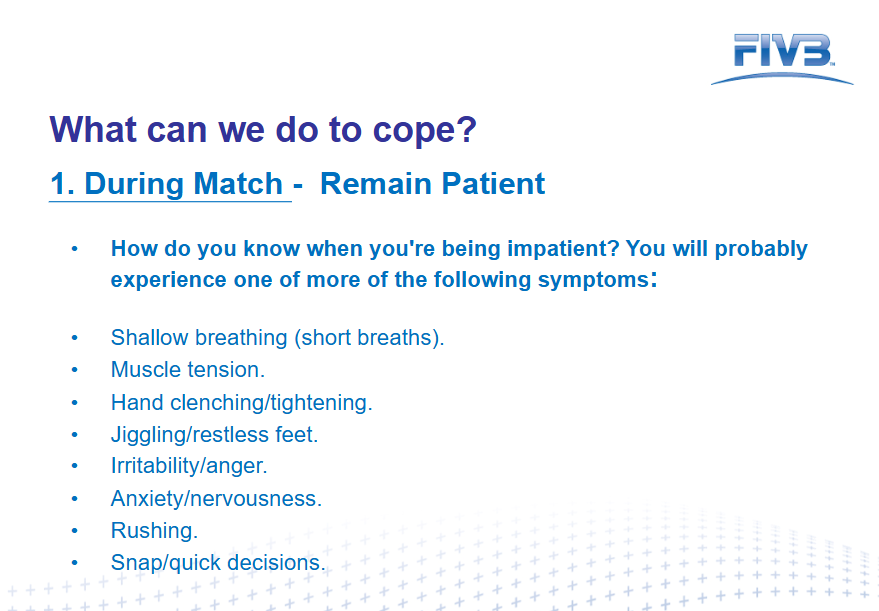 FIVB TM
What can we do to cope?
1. During Match - Remain Patient
• How do you know when you're being impatient? You will probably
experience one of more of the following symptoms:
• Shallow breathing (short breaths).
• Muscle tension.
• Hand clenching/tightening.
• Jiggling/restless feet.
• Irritability/anger.
• Anxiety/nervousness.
• Rushing.
• Snap/quick decisions.